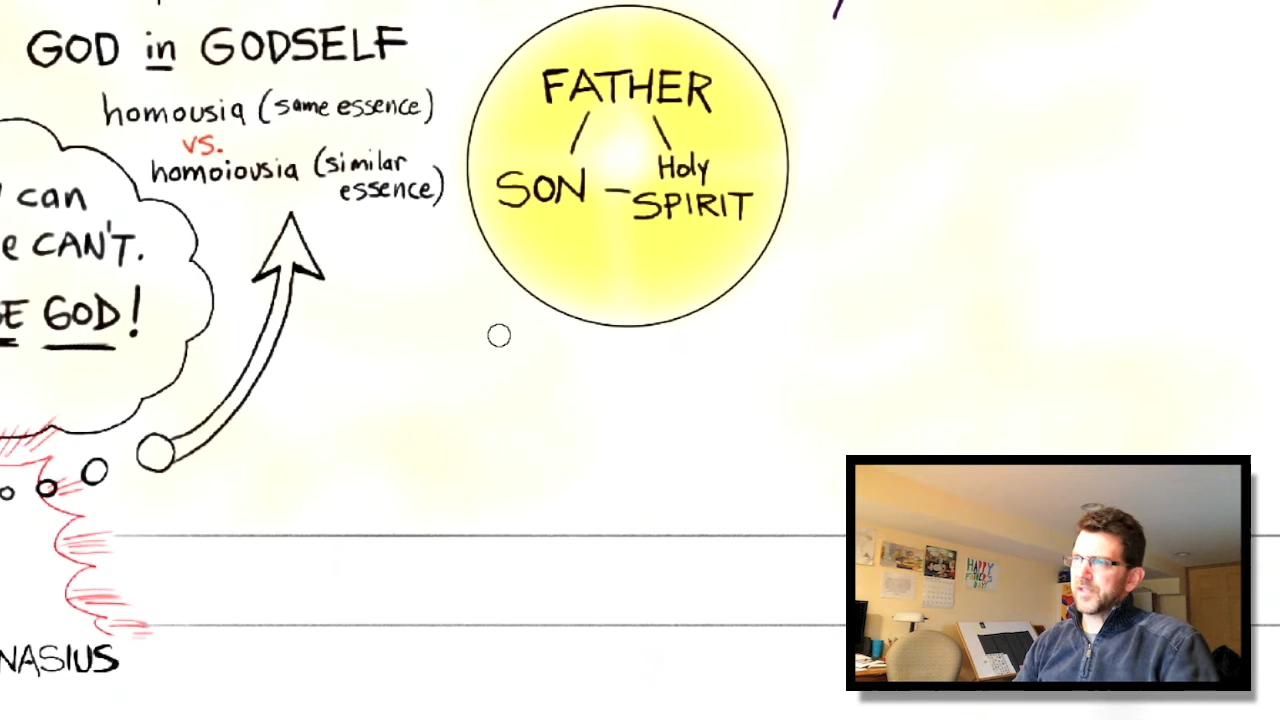 GOD in GODSELF
homousia (same essence)
vs.
homoiousia (similar
essence)
can
CAN'T.
GOD!
FATHER
SON
Holy
SPIRIT
NASIUS
HAPPY
FATHER'S
DAY!